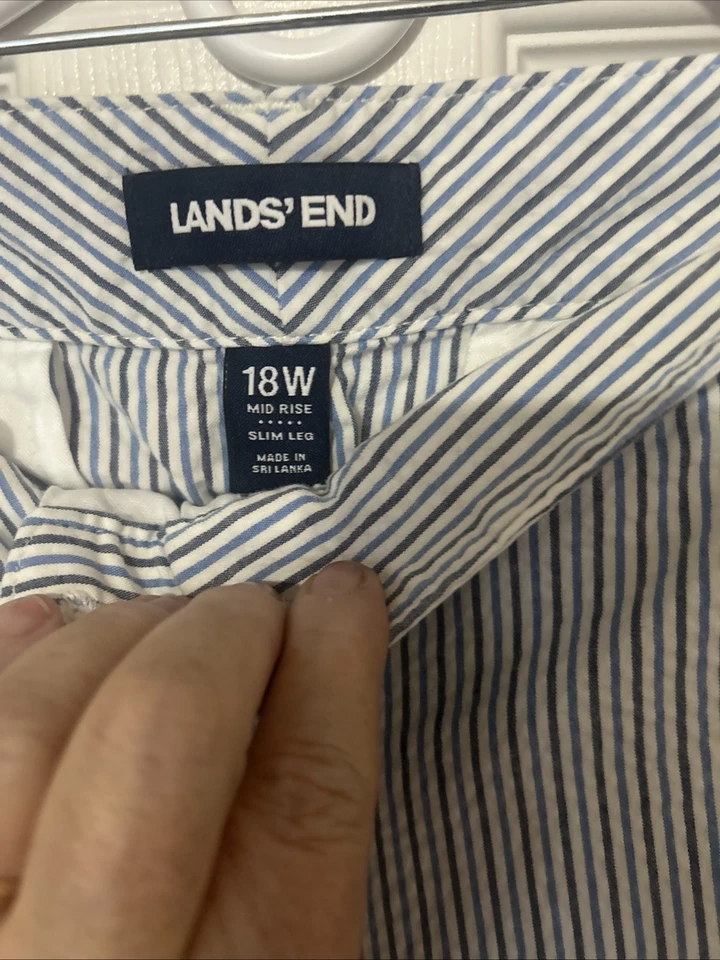 LANDS' END
18W
MID RISE
•••••
SLIM LEG
MADE IN
SRI LANKA